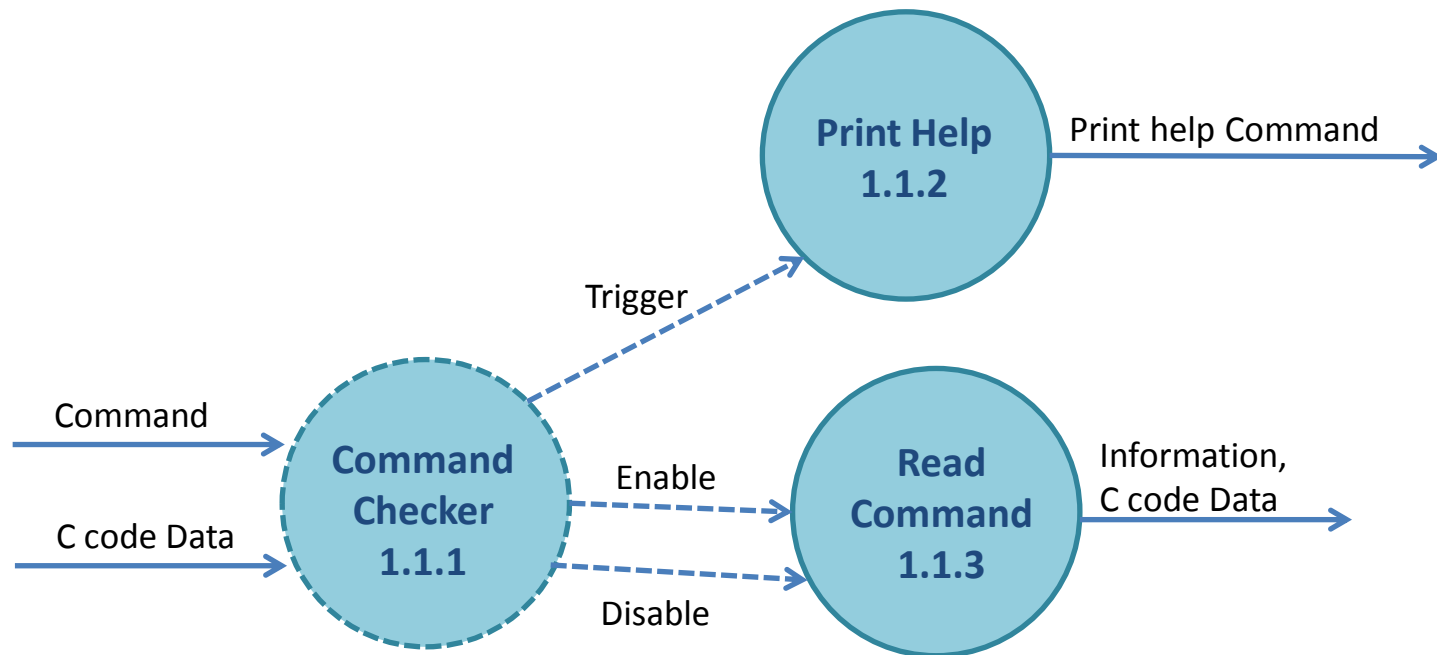 Print Help
1.1.2
Print help Command
Trigger
Command
C code Data
Command
Checker
1.1.1
Enable
Disable
Read
Command
1.1.3
Information,
C code Data